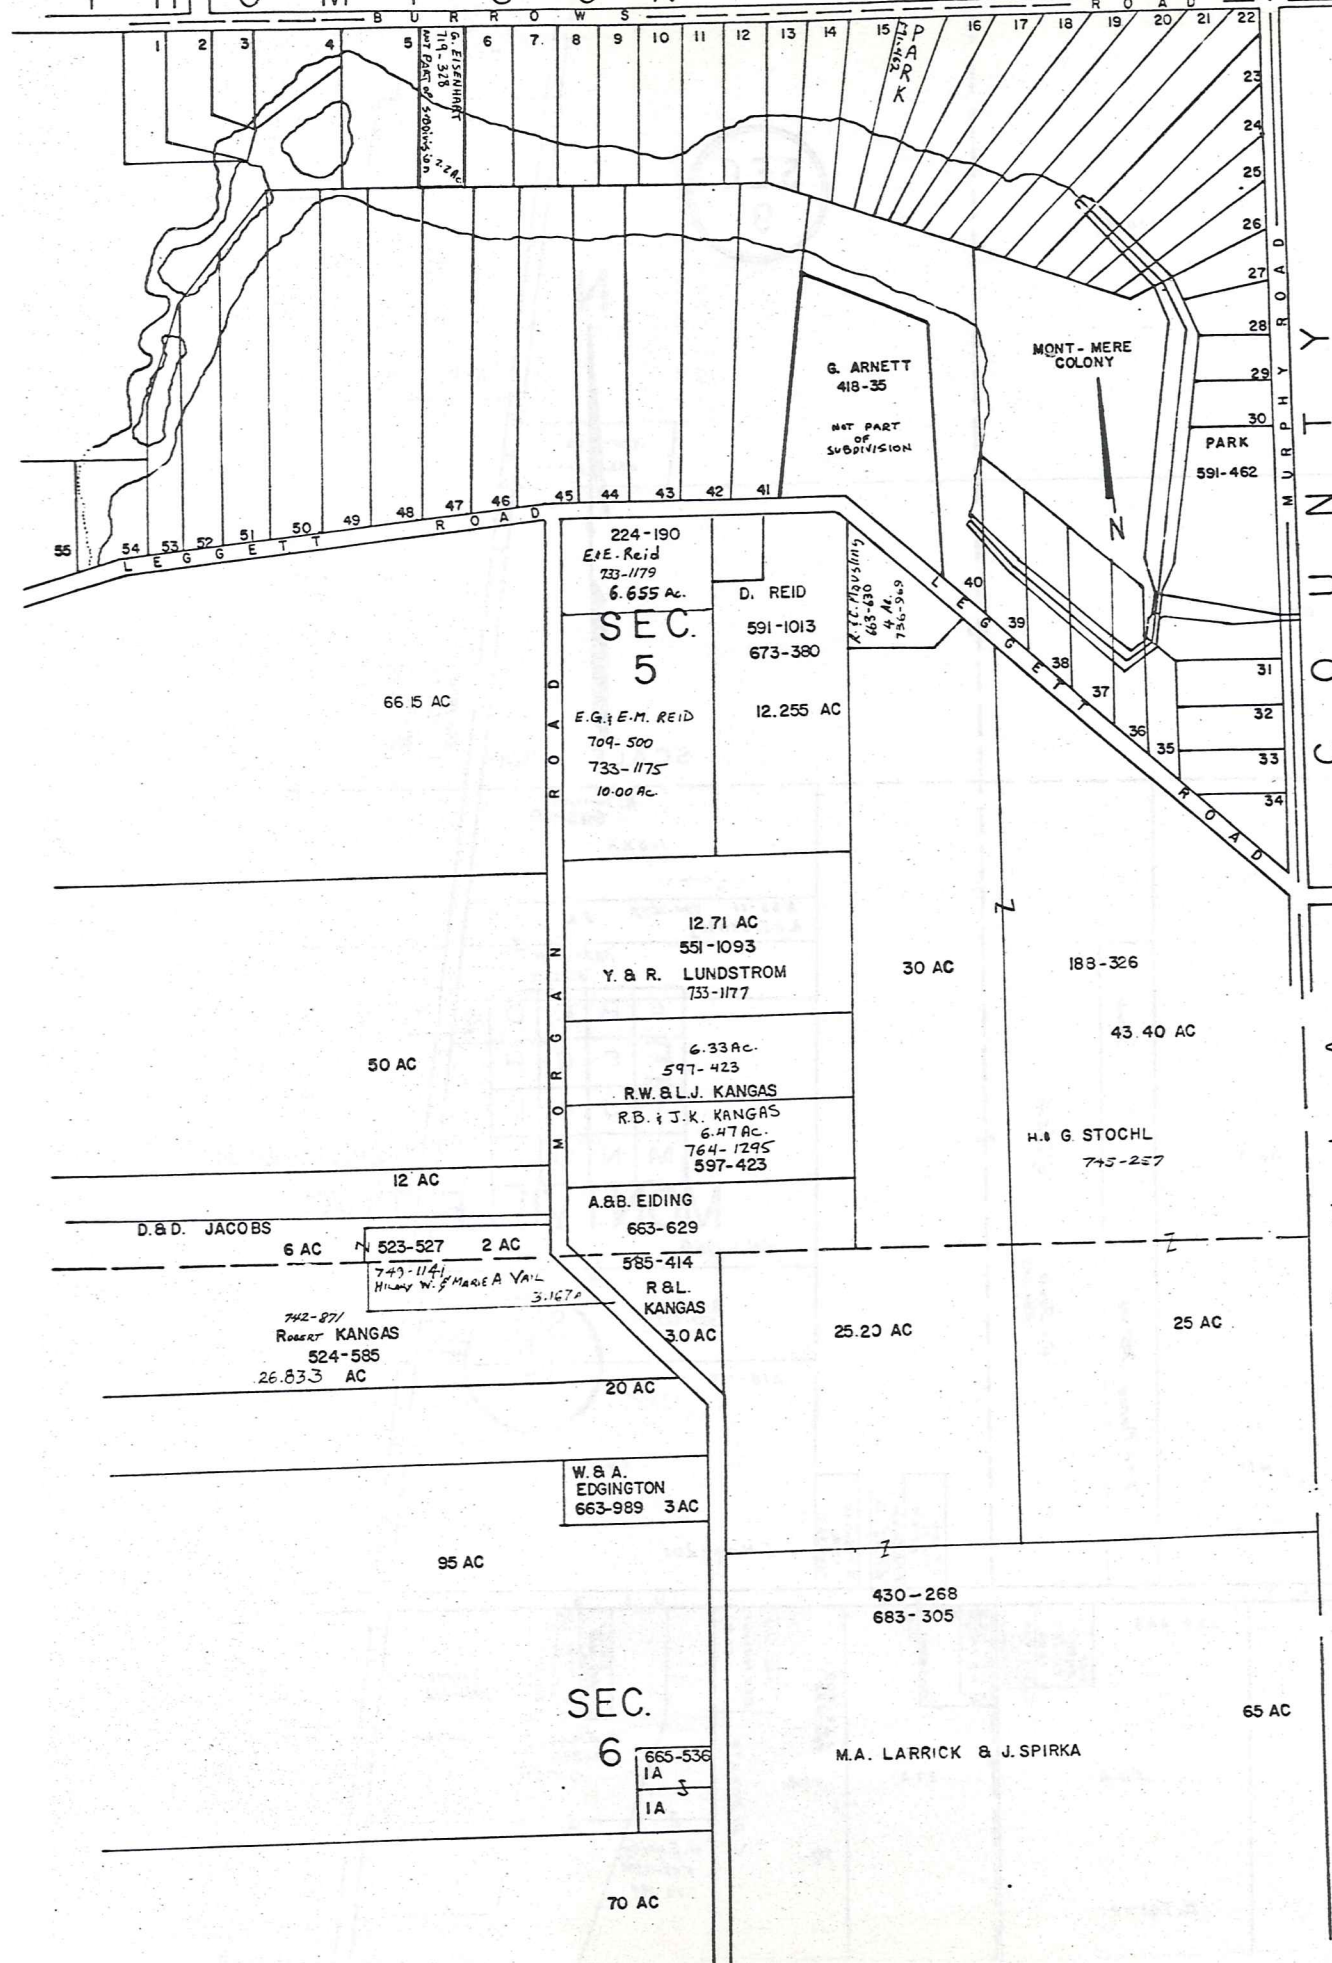 BURROWS ROAD
1 2 3 4 5 6 7. 8 9 10 11 12 13 14 15 16 17 18 19 20 21 22
G. EISENHART
719-328
NOT PART OF SUBDIVISION
2.2 Ac.
PARK
23
24
25
26
27
28
29
30
MURPHY ROAD
COUNTY
MONT-MERE
COLONY
N
PARK
591-462
G. ARNETT
418-35
NOT PART
OF
SUBDIVISION
55 54 53 52 51 50 49 48 47 46 45 44 43 42 41
LEGGETT ROAD
224-190
E&E. Reid
733-1179
6.655 Ac.
SEC.
5
D. REID
591-1013
673-380
12.255 AC
663-630
4 Ac.
736-969
40
39
38
37
36
35
31
32
33
34
LEGGETT ROAD
66.15 AC
E.G. & E.M. REID
709-500
733-1175
10.00 Ac.
MORGAN ROAD
12.71 AC
551-1093
Y. & R. LUNDSTROM
733-1177
30 AC
188-326
43.40 AC
50 AC
6.33 Ac.
597-423
R.W. & L.J. KANGAS
R.B. & J.K. KANGAS
6.47 Ac.
764-1295
597-423
H.& G. STOCHL
745-257
12 AC
A.&B. EIDING
663-629
D.& D. JACOBS
6 AC
523-527 2 AC
743-1141
Hilary W. & MARIE A VAIL
3.167A
585-414
R & L.
KANGAS
3.0 AC
742-871
Robert KANGAS
524-585
26.833 AC
25.20 AC
25 AC
20 AC
W. & A.
EDGINGTON
663-989 3 AC
95 AC
430-268
683-305
SEC.
6
665-536
1A
1A
65 AC
M.A. LARRICK & J. SPIRKA
70 AC